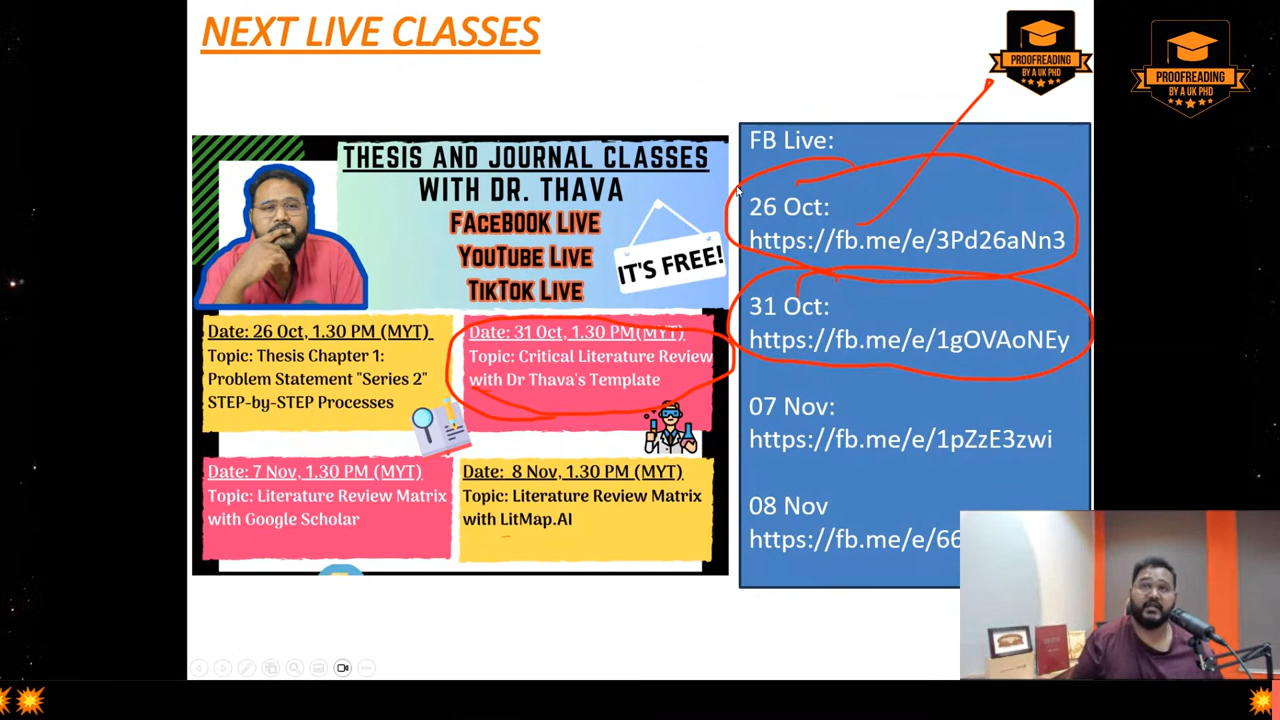 NEXT LIVE CLASSES
PROOFREADING
BY A UK PHD
PROOFREADING
BY A UK PHD
THESIS AND JOURNAL CLASSES
WITH DR. THAVA
FAceBOOK LIVE
YouTube Live
TikTok Live
IT'S FREE!
Date: 26 Oct, 1.30 PM (MYT)
Topic: Thesis Chapter 1:
Problem Statement "Series 2"
STEP-by-STEP Processes
Date: 31 Oct, 1.30 PM(MYT)
Topic: Critical Literature Review
with Dr Thava's Template
Date: 7 Nov, 1.30 PM (MYT)
Topic: Literature Review Matrix
with Google Scholar
Date: 8 Nov, 1.30 PM (MYT)
Topic: Literature Review Matrix
with LitMap.AI
FB Live:
26 Oct:
https://fb.me/e/3Pd26aNn3
31 Oct:
https://fb.me/e/1gOVAoNEy
07 Nov:
https://fb.me/e/1pZzE3zwi
08 Nov
https://fb.me/e/66